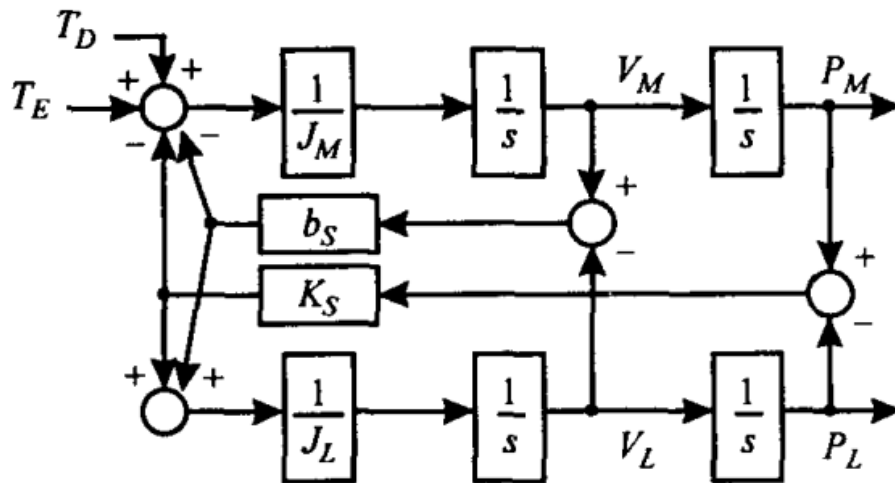 T_D
+ +
T_E
1/J_M
1/s
V_M
1/s
P_M
− −
b_S
+
−
K_S
+
−
+ +
1/J_L
1/s
V_L
1/s
P_L